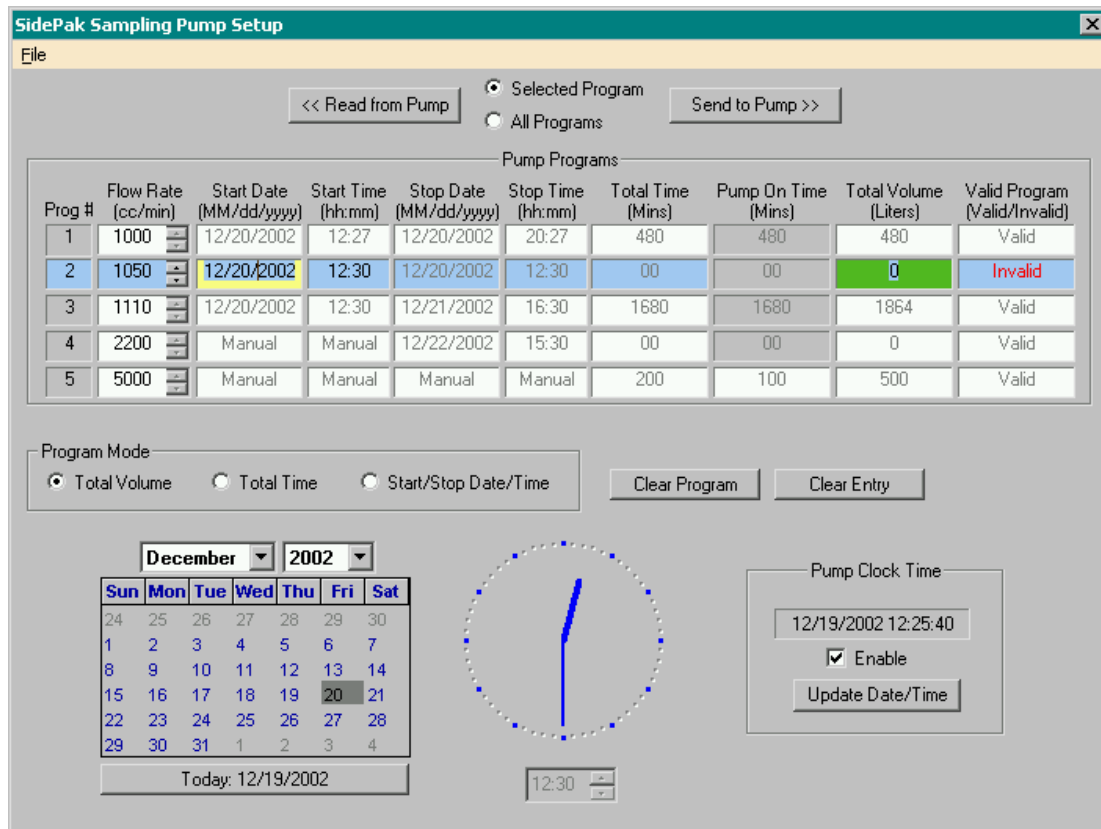 SidePak Sampling Pump Setup
File
<< Read from Pump
Selected Program
All Programs
Send to Pump >>
Pump Programs
Prog # Flow Rate (cc/min) Start Date (MM/dd/yyyy) Start Time (hh:mm) Stop Date (MM/dd/yyyy) Stop Time (hh:mm) Total Time (Mins) Pump On Time (Mins) Total Volume (Liters) Valid Program (Valid/Invalid)
1 1000 12/20/2002 12:27 12/20/2002 20:27 480 480 480 Valid
2 1050 12/20/2002 12:30 12/20/2002 12:30 00 00 0 Invalid
3 1110 12/20/2002 12:30 12/21/2002 16:30 1680 1680 1864 Valid
4 2200 Manual Manual 12/22/2002 15:30 00 00 0 Valid
5 5000 Manual Manual Manual Manual 200 100 500 Valid
Program Mode
Total Volume Total Time Start/Stop Date/Time
Clear Program Clear Entry
December 2002
Sun Mon Tue Wed Thu Fri Sat
24 25 26 27 28 29 30
1 2 3 4 5 6 7
8 9 10 11 12 13 14
15 16 17 18 19 20 21
22 23 24 25 26 27 28
29 30 31 1 2 3 4
Today: 12/19/2002
12:30
Pump Clock Time
12/19/2002 12:25:40
Enable
Update Date/Time